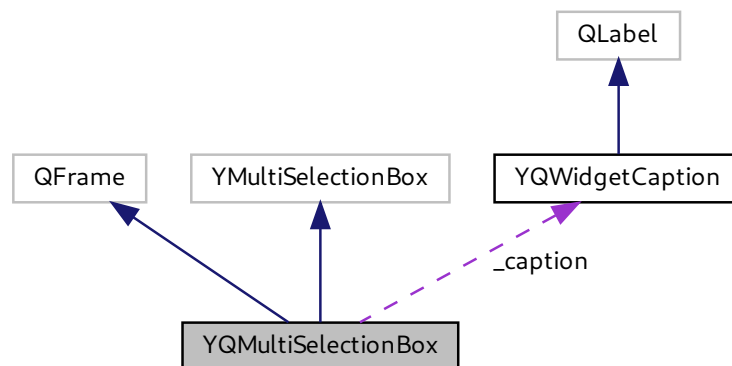 QLabel
QFrame
YMultiSelectionBox
YQWidgetCaption
_caption
YQMultiSelectionBox